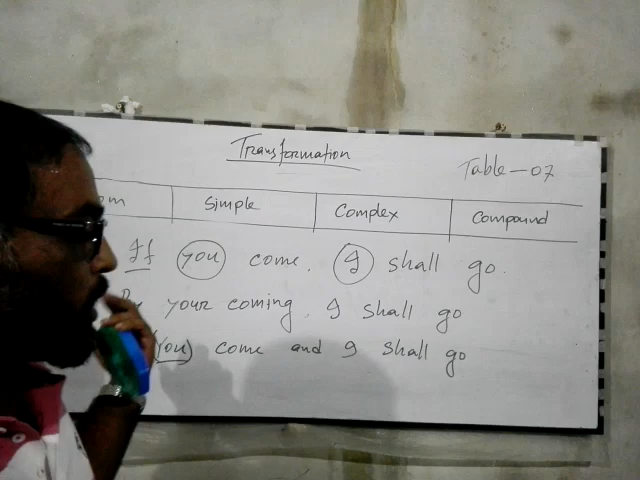 Transformation
Table-07
Simple Complex Compound
If you come, I shall go.
your coming, I shall go
You come and I shall go